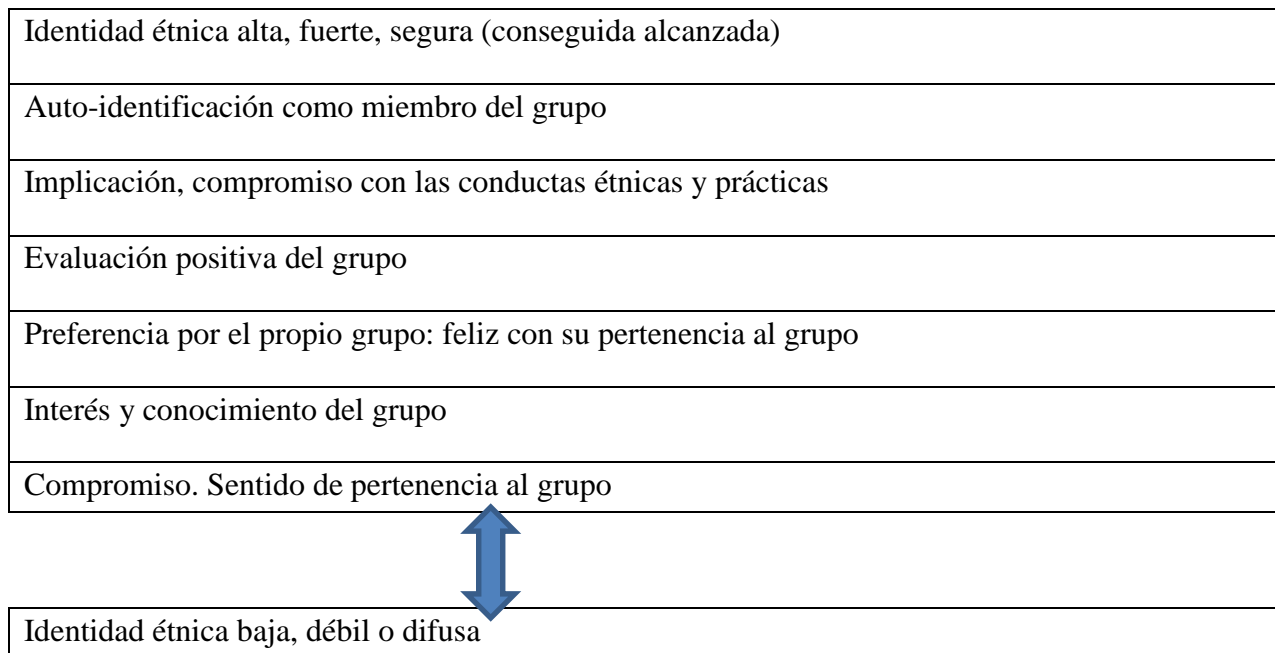 Identidad étnica alta, fuerte, segura (conseguida alcanzada)
Auto-identificación como miembro del grupo
Implicación, compromiso con las conductas étnicas y prácticas
Evaluación positiva del grupo
Preferencia por el propio grupo: feliz con su pertenencia al grupo
Interés y conocimiento del grupo
Compromiso. Sentido de pertenencia al grupo
Identidad étnica baja, débil o difusa